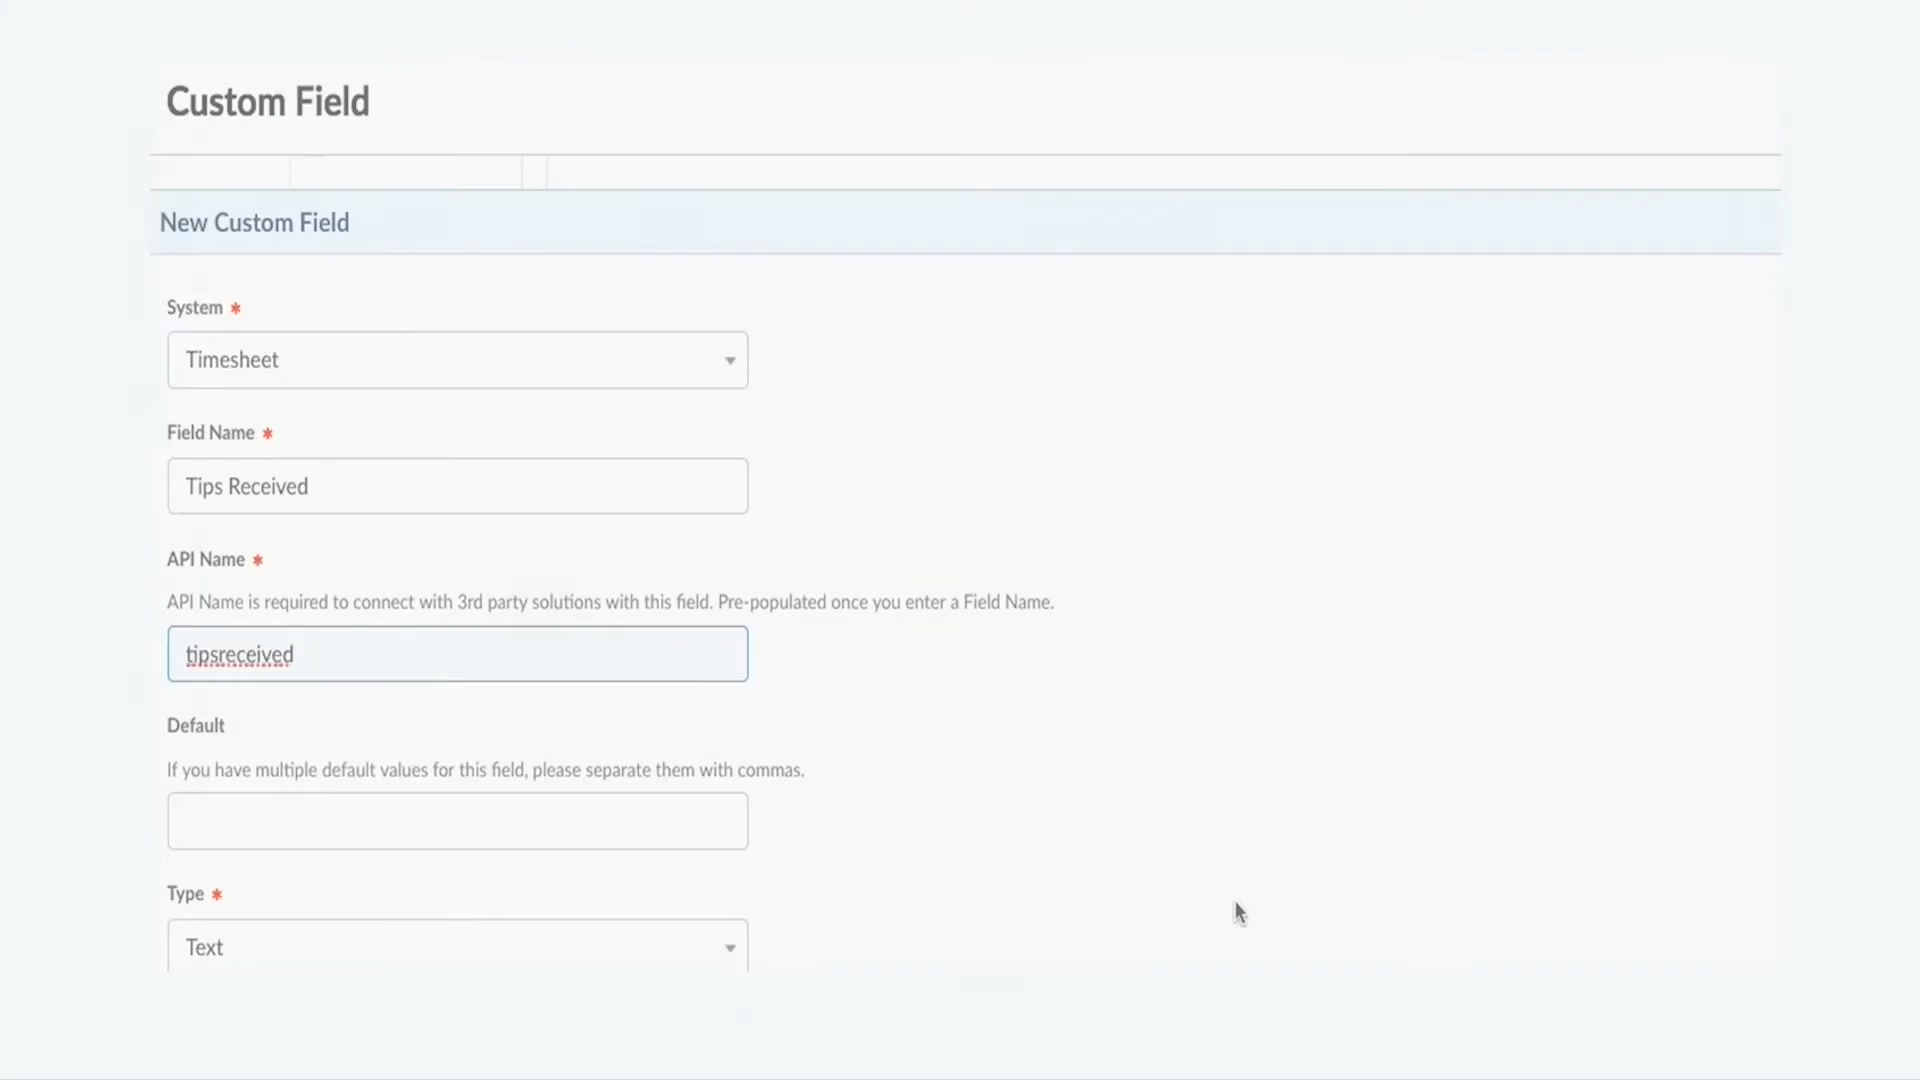 Custom Field
New Custom Field
System *
Timesheet
Field Name *
Tips Received
API Name *
API Name is required to connect with 3rd party solutions with this field. Pre-populated once you enter a Field Name.
tipsreceived
Default
If you have multiple default values for this field, please separate them with commas.
Type *
Text